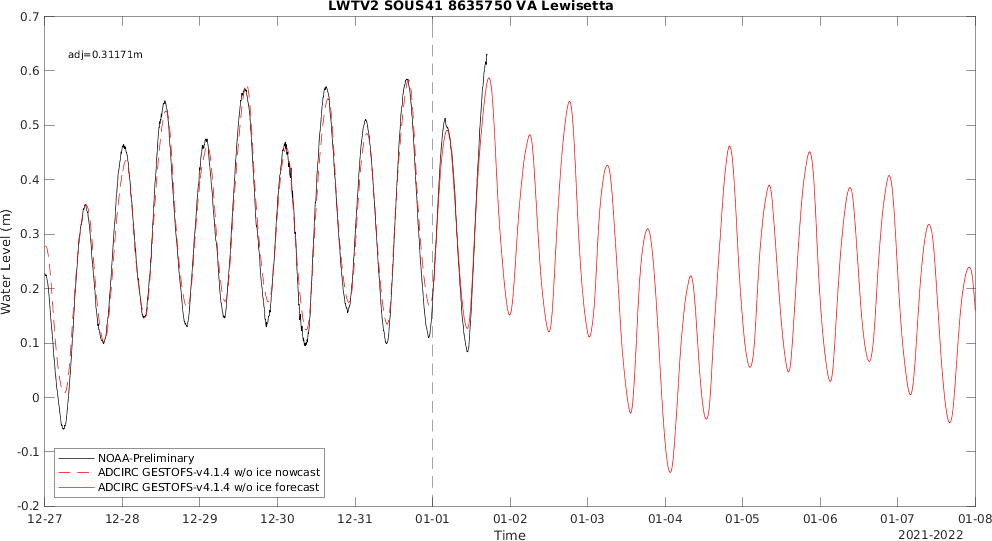 LWTV2 SOUS41 8635750 VA Lewisetta
adj=0.31171m
Water Level (m)
0.7
0.6
0.5
0.4
0.3
0.2
0.1
0
-0.1
-0.2
NOAA-Preliminary
ADCIRC GESTOFS-v4.1.4 w/o ice nowcast
ADCIRC GESTOFS-v4.1.4 w/o ice forecast
12-27 12-28 12-29 12-30 12-31 01-01 01-02 01-03 01-04 01-05 01-06 01-07 01-08
Time
2021-2022